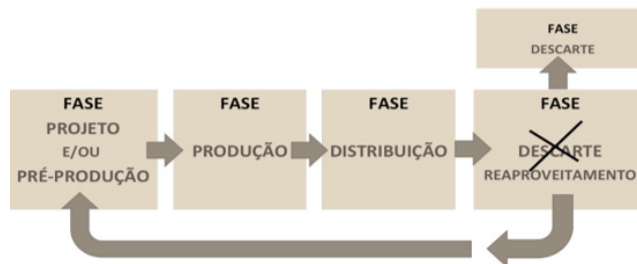 FASE
DESCARTE
FASE
PROJETO
E/OU
PRÉ-PRODUÇÃO
FASE
PRODUÇÃO
FASE
DISTRIBUIÇÃO
FASE
DESCARTE
REAPROVEITAMENTO